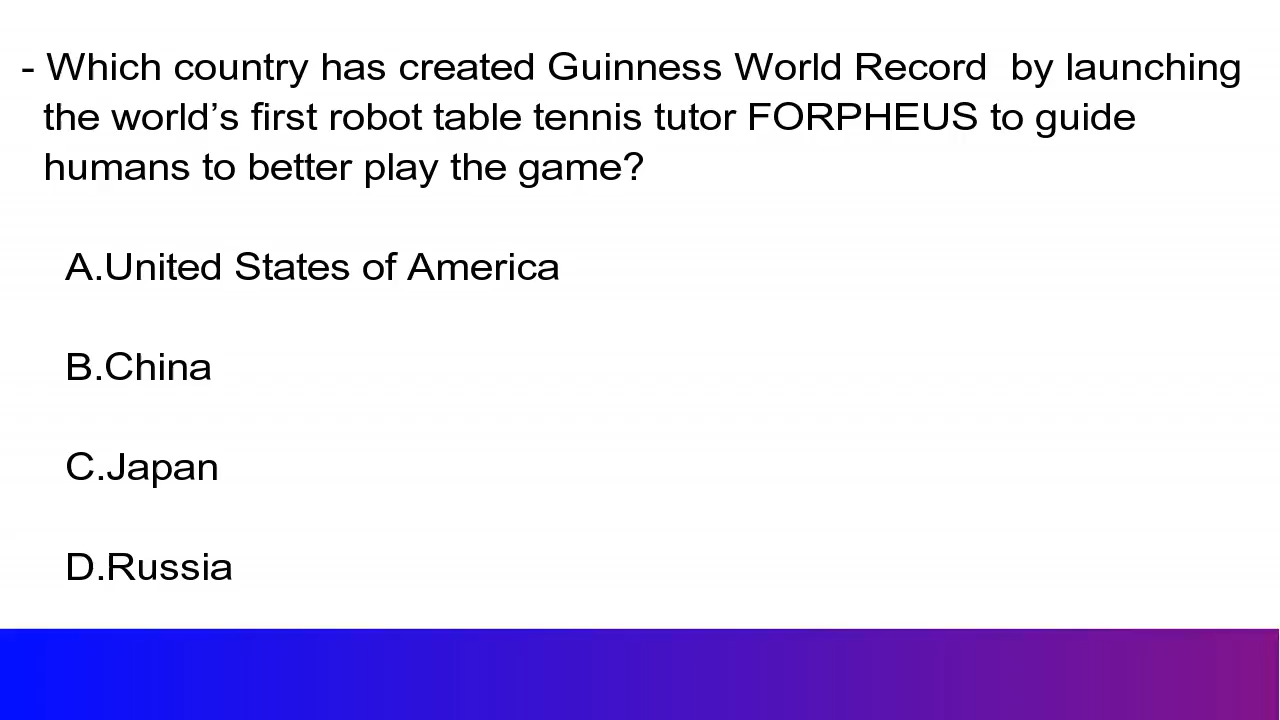 - Which country has created Guinness World Record  by launching
the world’s first robot table tennis tutor FORPHEUS to guide
humans to better play the game?
A.United States of America
B.China
C.Japan
D.Russia